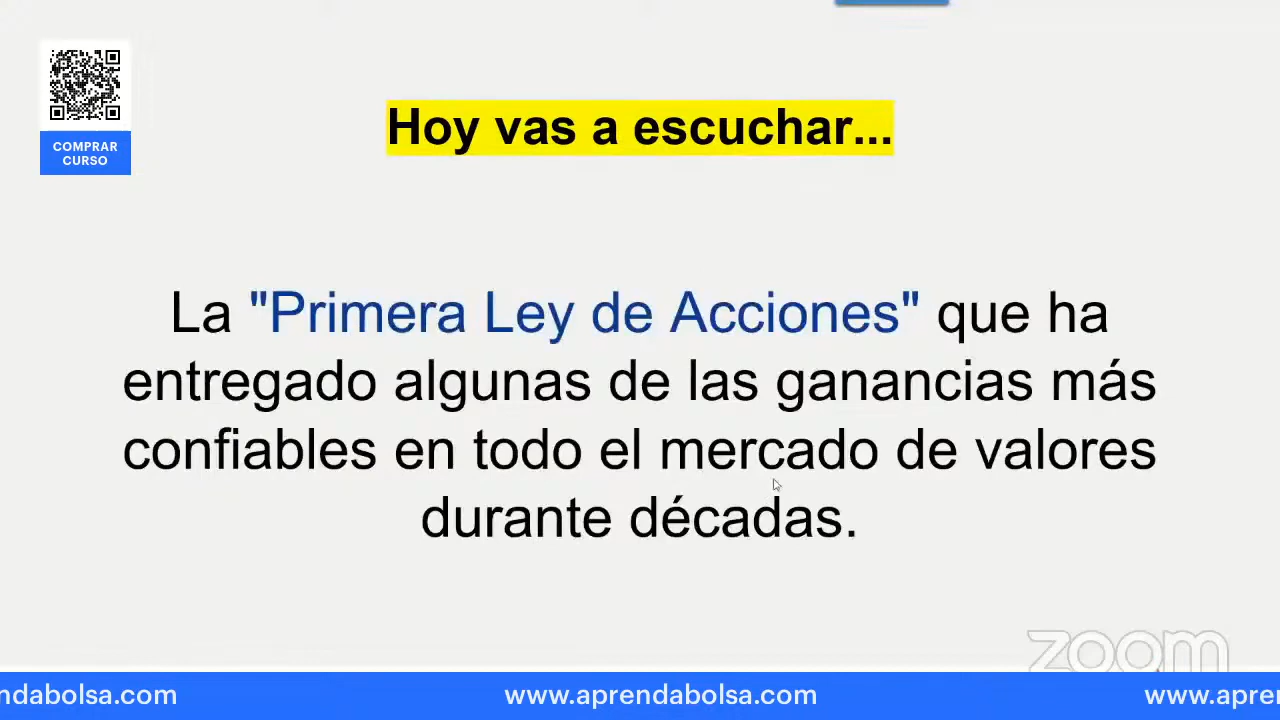 COMPRAR
CURSO
Hoy vas a escuchar...
La "Primera Ley de Acciones" que ha
entregado algunas de las ganancias más
confiables en todo el mercado de valores
durante décadas.
zoom
ndabolsa.com www.aprendabolsa.com www.apren